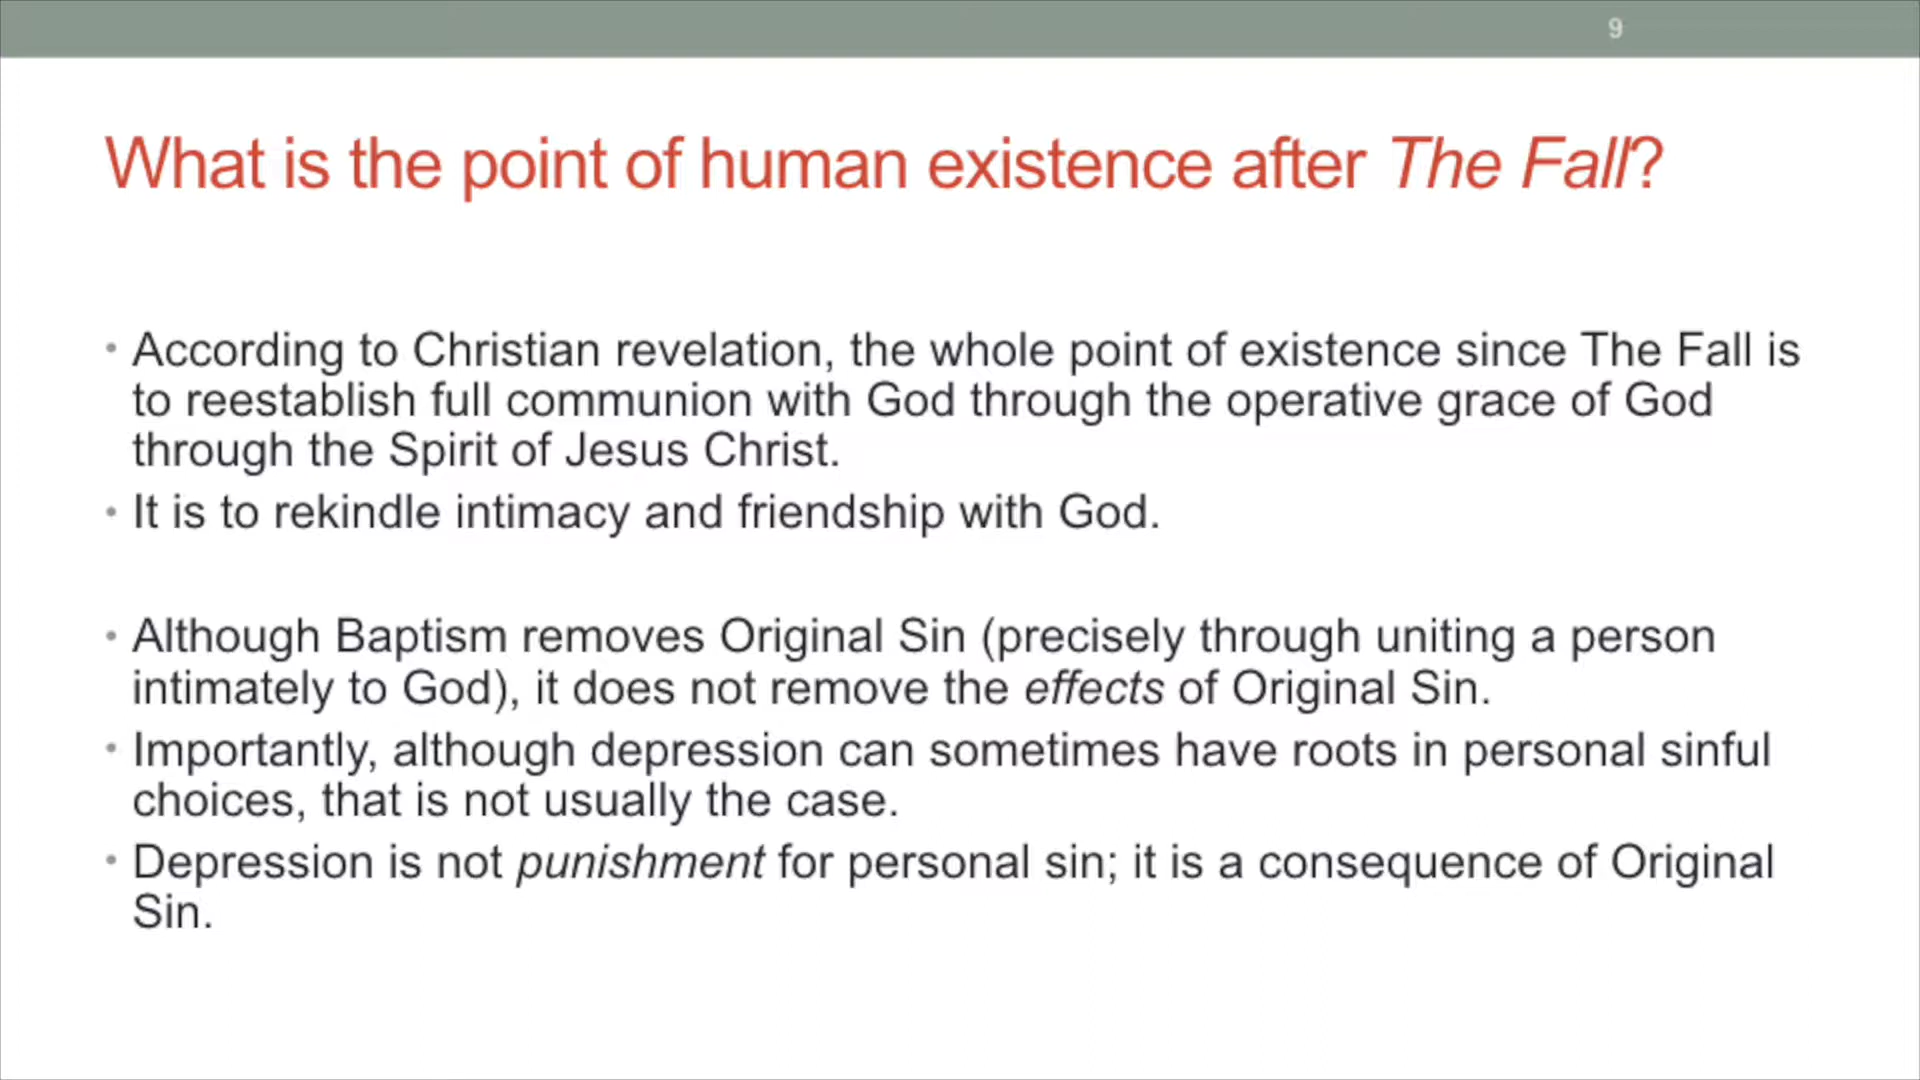 9
What is the point of human existence after The Fall?
• According to Christian revelation, the whole point of existence since The Fall is
to reestablish full communion with God through the operative grace of God
through the Spirit of Jesus Christ.
• It is to rekindle intimacy and friendship with God.
• Although Baptism removes Original Sin (precisely through uniting a person
intimately to God), it does not remove the effects of Original Sin.
• Importantly, although depression can sometimes have roots in personal sinful
choices, that is not usually the case.
• Depression is not punishment for personal sin; it is a consequence of Original
Sin.